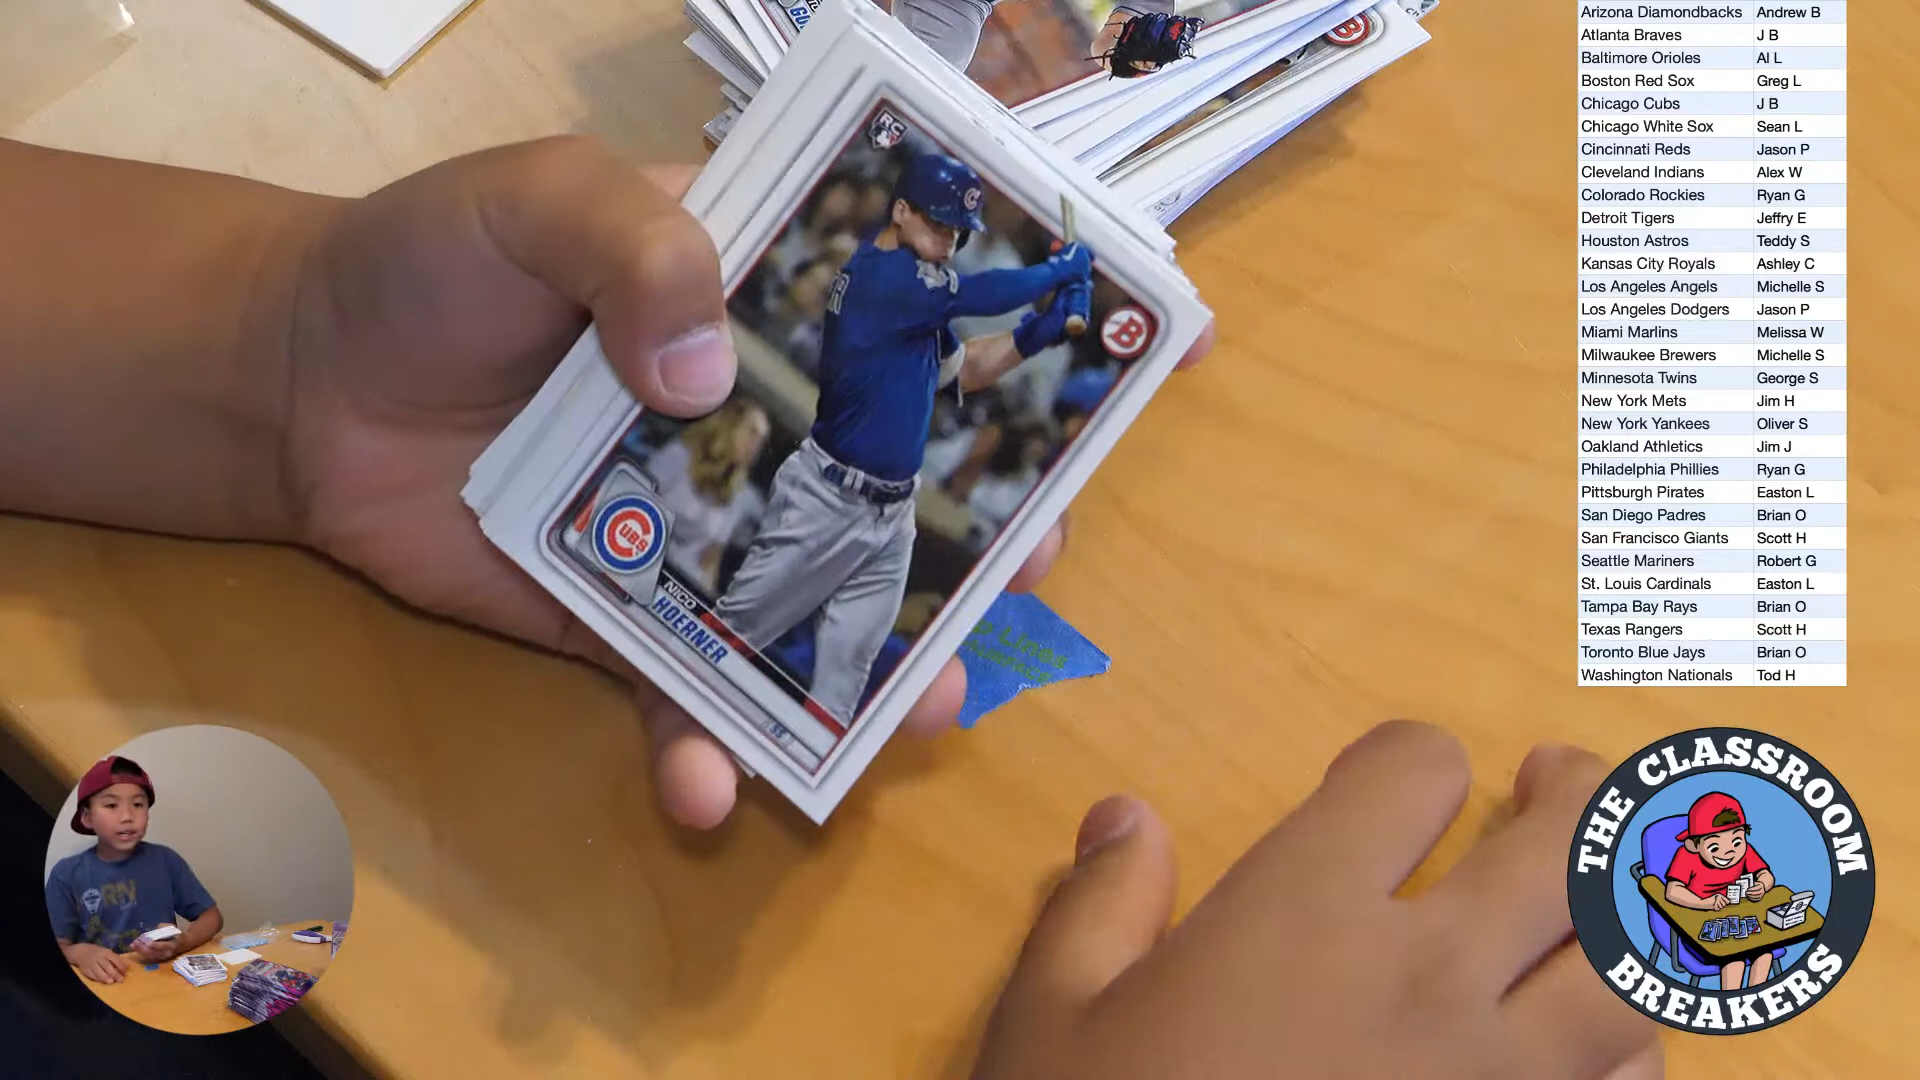 Arizona Diamondbacks Andrew B
Atlanta Braves J B
Baltimore Orioles Al L
Boston Red Sox Greg L
Chicago Cubs J B
Chicago White Sox Sean L
Cincinnati Reds Jason P
Cleveland Indians Alex W
Colorado Rockies Ryan G
Detroit Tigers Jeffry E
Houston Astros Teddy S
Kansas City Royals Ashley C
Los Angeles Angels Michelle S
Los Angeles Dodgers Jason P
Miami Marlins Melissa W
Milwaukee Brewers Michelle S
Minnesota Twins George S
New York Mets Jim H
New York Yankees Oliver S
Oakland Athletics Jim J
Philadelphia Phillies Ryan G
Pittsburgh Pirates Easton L
San Diego Padres Brian O
San Francisco Giants Scott H
Seattle Mariners Robert G
St. Louis Cardinals Easton L
Tampa Bay Rays Brian O
Texas Rangers Scott H
Toronto Blue Jays Brian O
Washington Nationals Tod H
RC
C
B
CUBS
NICO
HOERNER
SS
THE CLASSROOM
BREAKERS